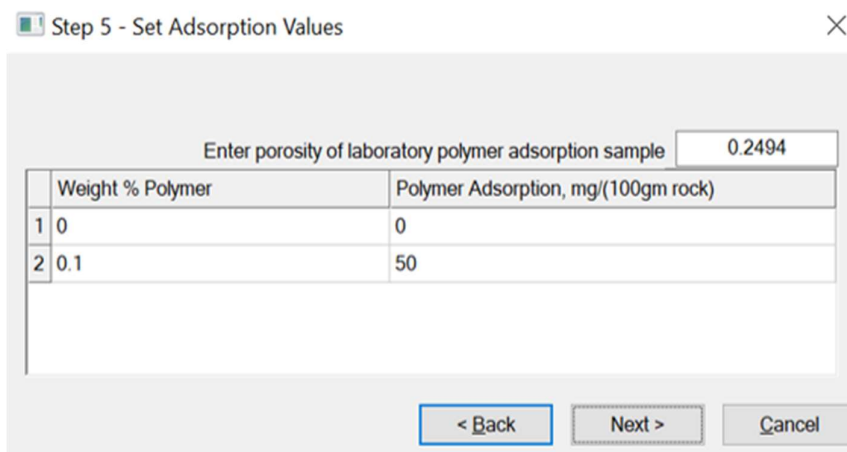 Step 5 - Set Adsorption Values
Enter porosity of laboratory polymer adsorption sample 0.2494
Weight % Polymer Polymer Adsorption, mg/(100gm rock)
1 0 0
2 0.1 50
< Back Next > Cancel